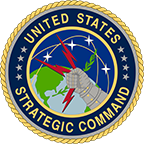 UNITED STATES
STRATEGIC COMMAND